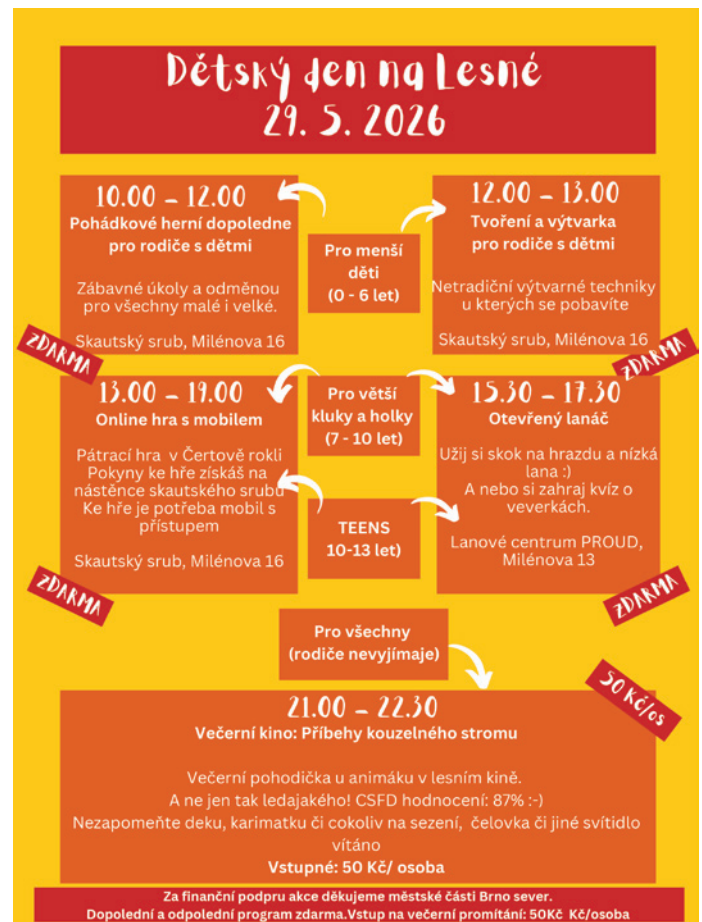 Dětský den na Lesné
29. 5. 2026
10.00 – 12.00
Pohádkové herní dopoledne
pro rodiče s dětmi
Zábavné úkoly a odměnou
pro všechny malé i velké.
Skautský srub, Milénova 16
ZDARMA
Pro menší
děti
(0 - 6 let)
12.00 – 13.00
Tvoření a výtvarka
pro rodiče s dětmi
Netradiční výtvarné techniky
u kterých se pobavíte
Skautský srub, Milénova 16
ZDARMA
13.00 – 19.00
Online hra s mobilem
Pátrací hra v Čertově rokli
Pokyny ke hře získáš na
nástěnce skautského srubu
Ke hře je potřeba mobil s
přístupem
Skautský srub, Milénova 16
ZDARMA
Pro větší
kluky a holky
(7 - 10 let)
TEENS
10-13 let)
15.30 – 17.30
Otevřený lanáč
Užij si skok na hrazdu a nízká
lana :)
A nebo si zahraj kvíz o
veverkách.
Lanové centrum PROUD,
Milénova 13
ZDARMA
Pro všechny
(rodiče nevyjímaje)
50 Kč/os
21.00 – 22.30
Večerní kino: Příbehy kouzelného stromu
Večerní pohodička u animáku v lesním kině.
A ne jen tak ledajakého! CSFD hodnocení: 87% :-)
Nezapomeňte deku, karimatku či cokoliv na sezení, čelovka či jiné svítidlo
vítáno
Vstupné: 50 Kč/ osoba
Za finanční podpru akce děkujeme městské části Brno sever.
Dopolední a odpolední program zdarma.Vstup na večerní promítání: 50Kč Kč/osoba